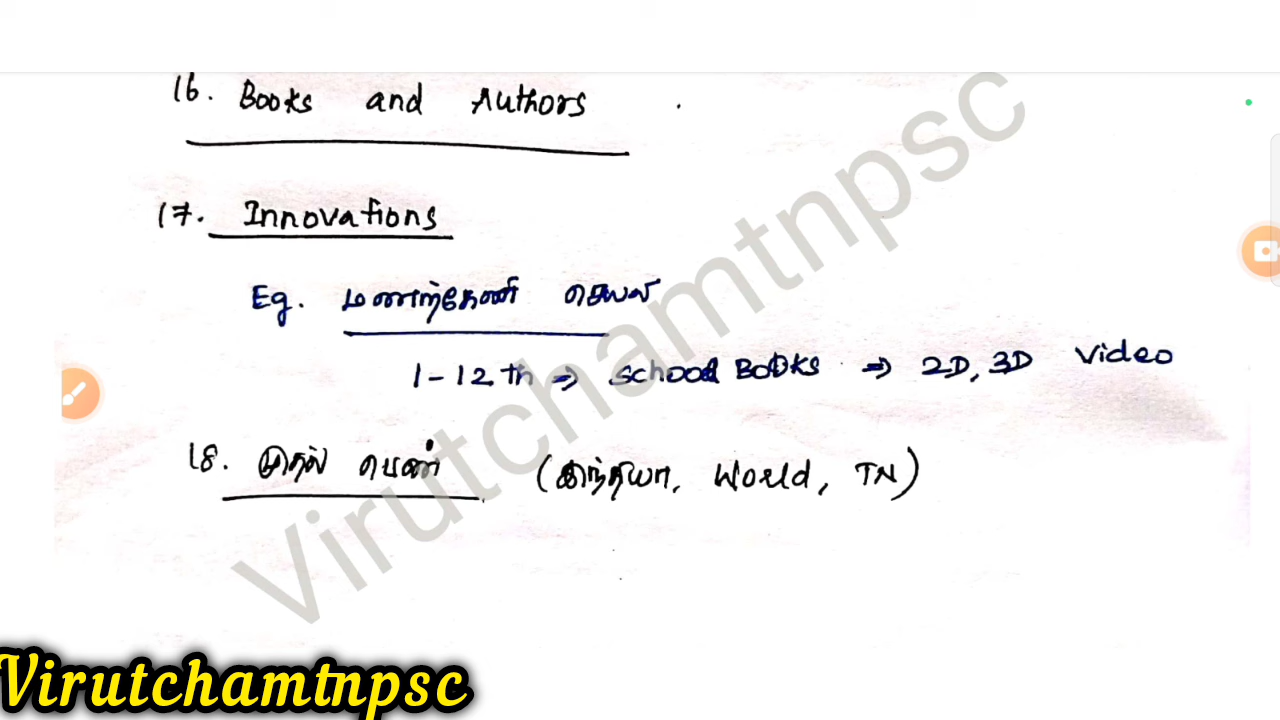 16. Books and Authors
17. Innovations
Eg. மணற்கேணி செயலி
1-12th ⇒ School Books ⇒ 2D, 3D Video
18. முதல் பெண் (இந்தியா, World, TN)
Virutchamtnpsc
Virutchamtnpsc